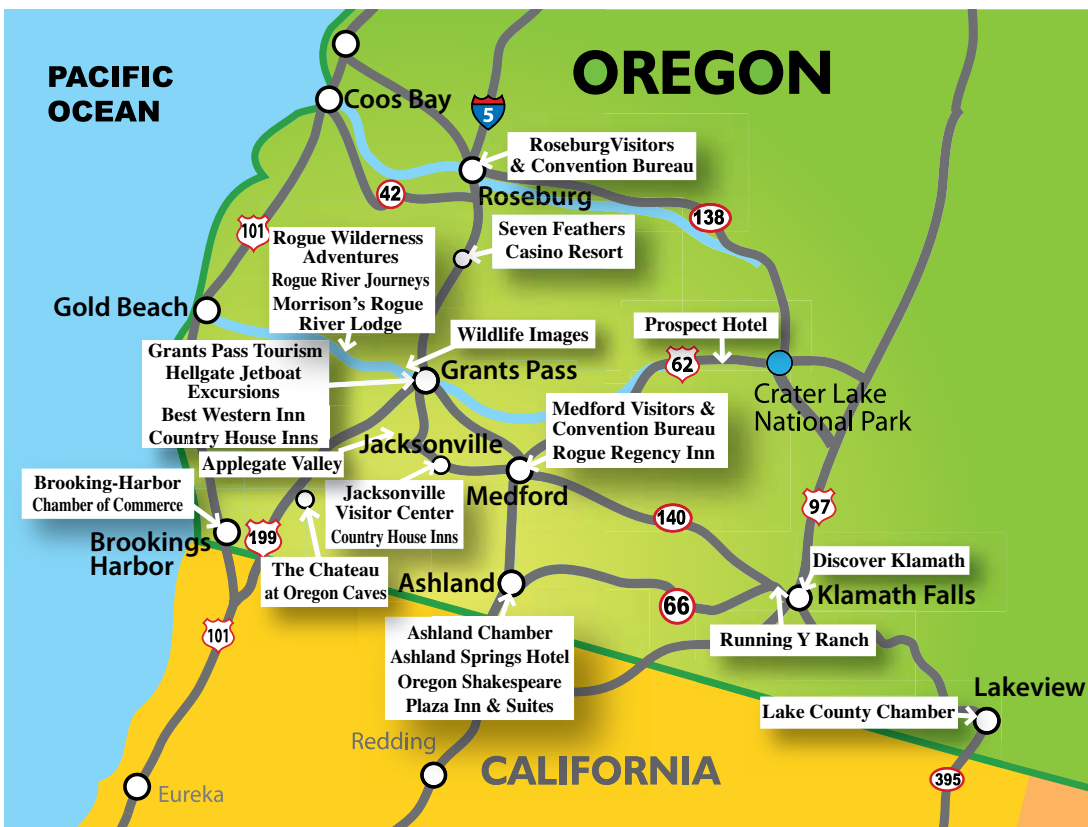 PACIFIC
OCEAN
OREGON
Coos Bay
5
RoseburgVisitors
& Convention Bureau
Roseburg
42
138
101
Rogue Wilderness
Adventures
Rogue River Journeys
Morrison's Rogue
River Lodge
Seven Feathers
Casino Resort
Gold Beach
Wildlife Images
Prospect Hotel
Grants Pass Tourism
Hellgate Jetboat
Excursions
Best Western Inn
Country House Inns
Grants Pass
62
Crater Lake
National Park
Medford Visitors &
Convention Bureau
Rogue Regency Inn
Jacksonville
Applegate Valley
Medford
Brooking-Harbor
Chamber of Commerce
Jacksonville
Visitor Center
Country House Inns
97
140
199
Brookings
Harbor
The Chateau
at Oregon Caves
Ashland
Discover Klamath
Klamath Falls
66
101
Ashland Chamber
Ashland Springs Hotel
Oregon Shakespeare
Plaza Inn & Suites
Running Y Ranch
Lakeview
Lake County Chamber
Redding
CALIFORNIA
395
Eureka